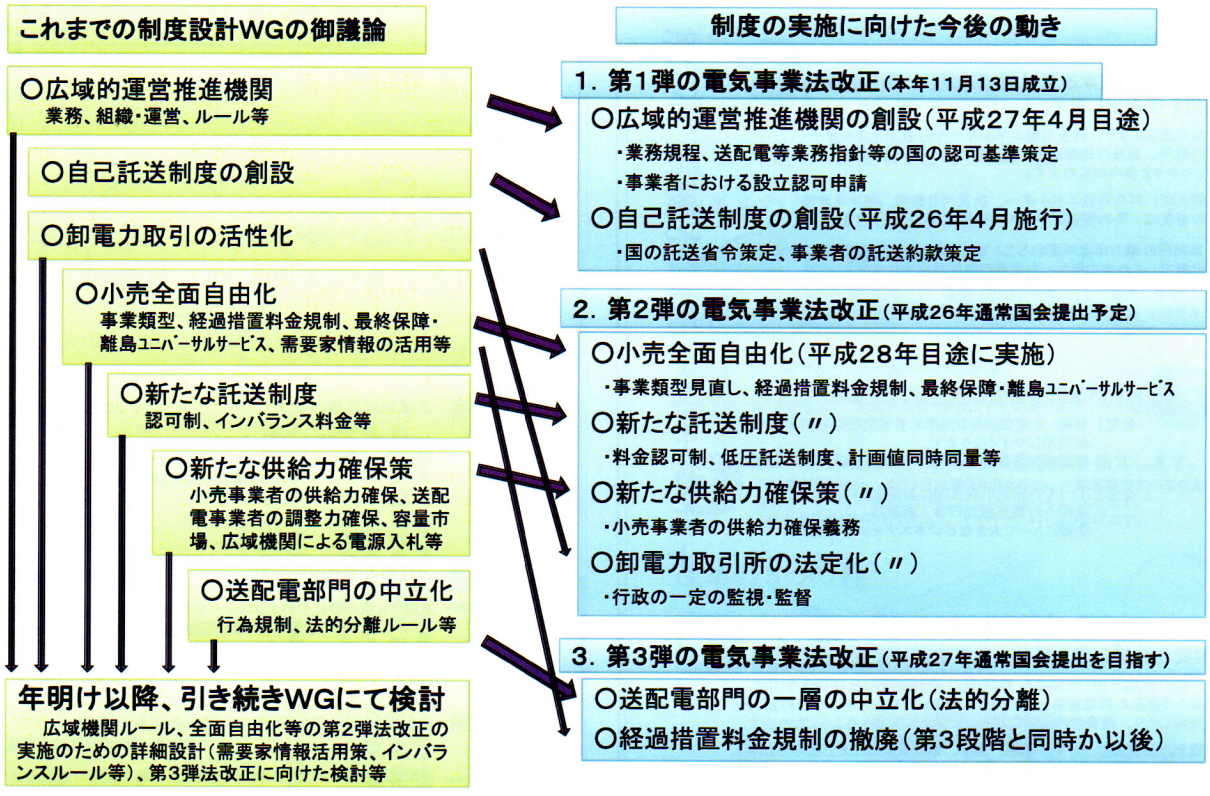 これまでの制度設計WGの御議論
〇広域的運営推進機関
業務、組織・運営、ルール等
〇自己託送制度の創設
〇卸電力取引の活性化
〇小売全面自由化
事業類型、経過措置料金規制、最終保障・
離島ﾕﾆﾊﾞｰｻﾙｻｰﾋﾞｽ、需要家情報の活用等
〇新たな託送制度
認可制、インバランス料金等
〇新たな供給力確保策
小売事業者の供給力確保、送配
電事業者の調整力確保、容量市
場、広域機関による電源入札等
〇送配電部門の中立化
行為規制、法的分離ルール等
年明け以降、引き続きWGにて検討
広域機関ルール、全面自由化等の第2弾法改正の
実施のための詳細設計(需要家情報活用策、インバラ
ンスルール等)、第3弾法改正に向けた検討等
制度の実施に向けた今後の動き
1．第1弾の電気事業法改正(本年11月13日成立)
〇広域的運営推進機関の創設(平成27年4月目途)
・業務規程、送配電等業務指針等の国の認可基準策定
・事業者における設立認可申請
〇自己託送制度の創設(平成26年4月施行)
・国の託送省令策定、事業者の託送約款策定
2．第2弾の電気事業法改正(平成26年通常国会提出予定)
〇小売全面自由化(平成28年目途に実施)
・事業類型見直し、経過措置料金規制、最終保障・離島ﾕﾆﾊﾞｰｻﾙｻｰﾋﾞｽ
〇新たな託送制度(〃)
・料金認可制、低圧託送制度、計画値同時同量等
〇新たな供給力確保策(〃)
・小売事業者の供給力確保義務
〇卸電力取引所の法定化(〃)
・行政の一定の監視・監督
3．第3弾の電気事業法改正(平成27年通常国会提出を目指す)
〇送配電部門の一層の中立化(法的分離)
〇経過措置料金規制の撤廃(第3段階と同時か以後)